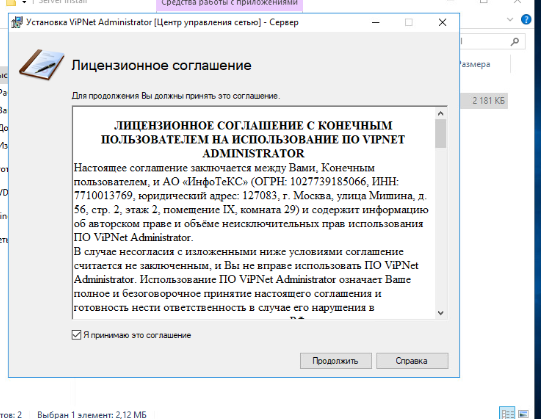 Server install
Средства работы с приложениями
Установка ViPNet Administrator [Центр управления сетью] - Сервер
Лицензионное соглашение
Размера
Для продолжения Вы должны принять это соглашение.
2 181 КБ
ЛИЦЕНЗИОННОЕ СОГЛАШЕНИЕ С КОНЕЧНЫМ
ПОЛЬЗОВАТЕЛЕМ НА ИСПОЛЬЗОВАНИЕ ПО VIPNET
ADMINISTRATOR
Настоящее соглашение заключается между Вами, Конечным
пользователем, и АО «ИнфоТеКС» (ОГРН: 1027739185066, ИНН:
7710013769, юридический адрес: 127083, г. Москва, улица Мишина, д.
56, стр. 2, этаж 2, помещение IX, комната 29) и содержит информацию
об авторском праве и объёме неисключительных прав использования
ПО ViPNet Administrator.
В случае несогласия с изложенными ниже условиями соглашение
считается не заключенным, и Вы не вправе использовать ПО ViPNet
Administrator. Использование ПО ViPNet Administrator означает Ваше
полное и безоговорочное принятие настоящего соглашения и
готовность нести ответственность в случае его нарушения в
Я принимаю это соглашение
Продолжить
Справка
тов: 2 Выбран 1 элемент: 2,12 МБ